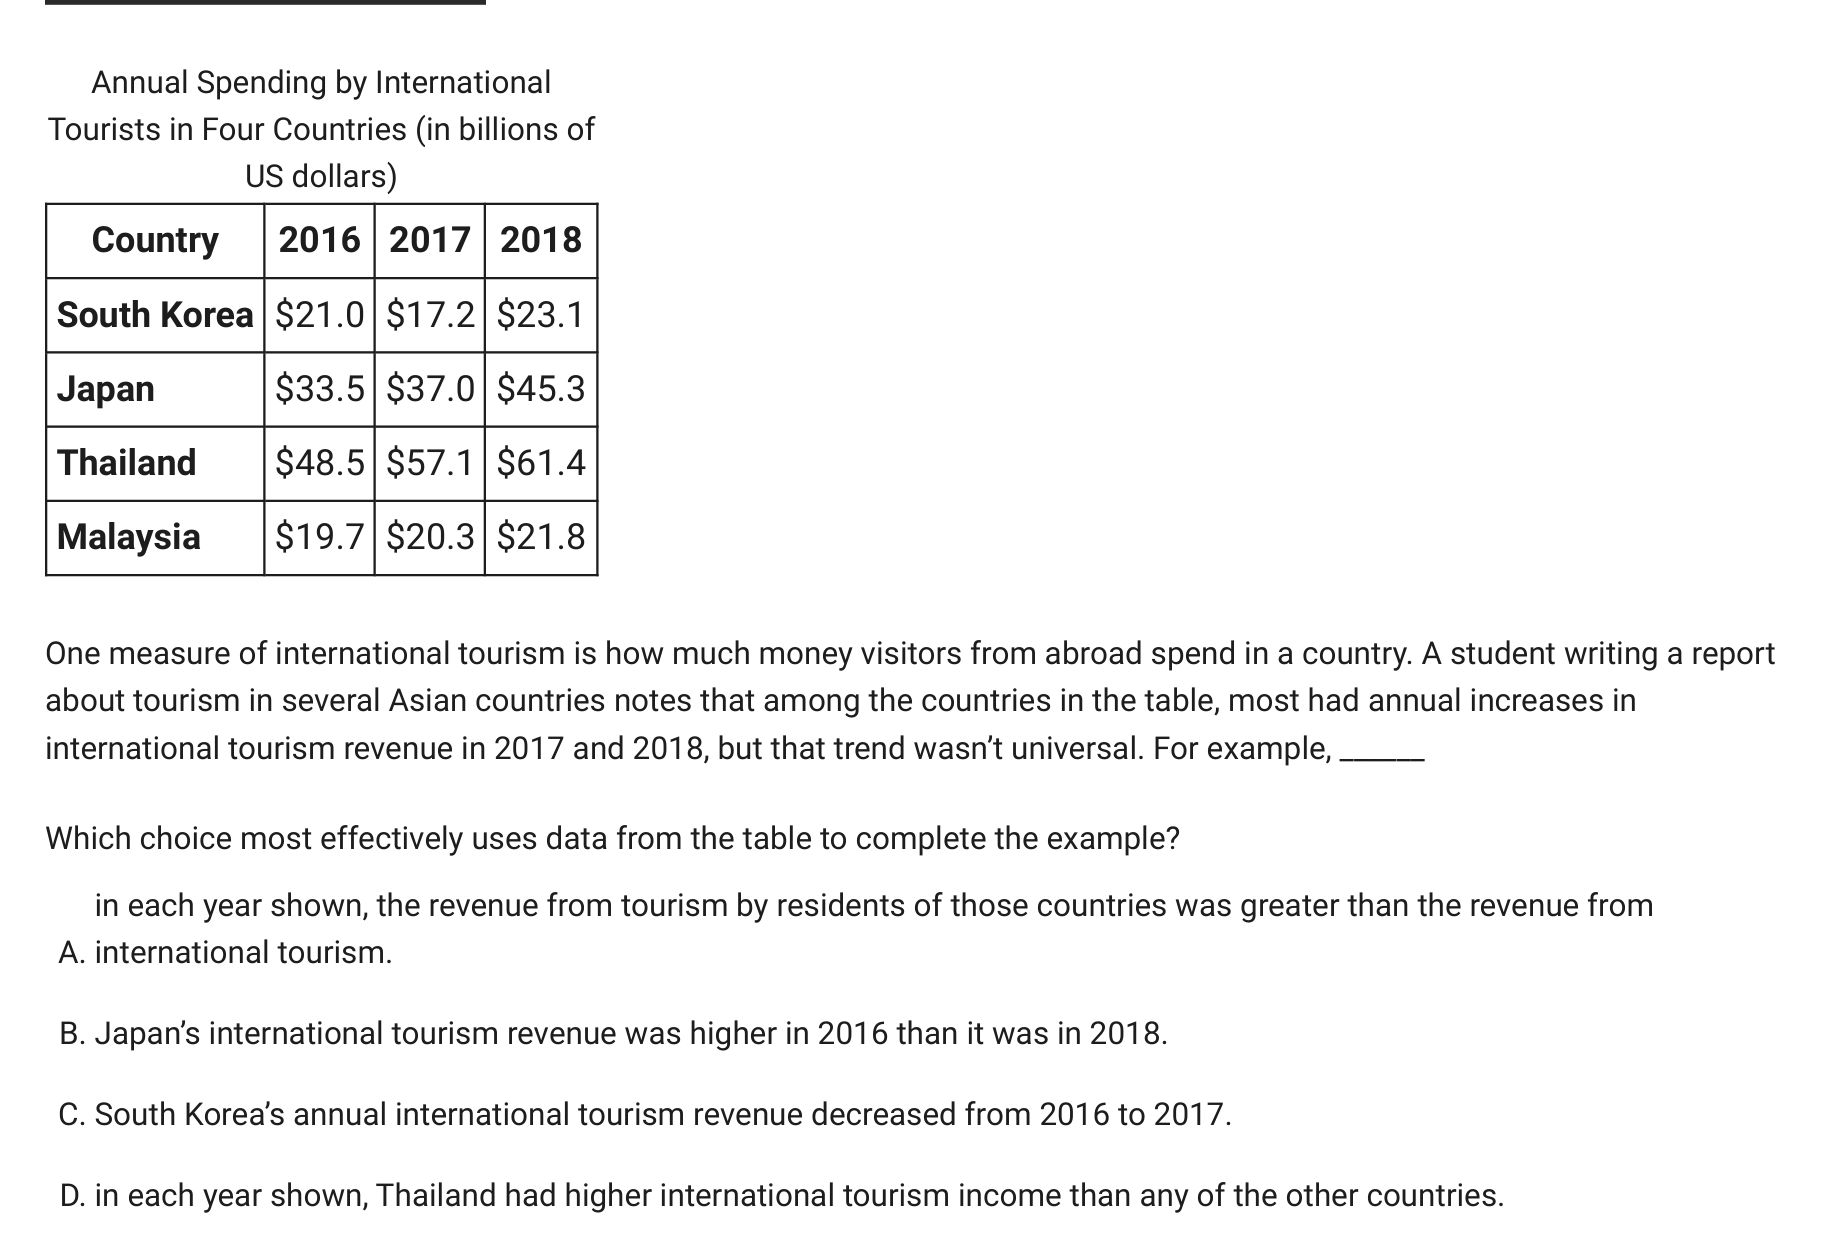 Annual Spending by International
Tourists in Four Countries (in billions of
US dollars)
Country 2016 2017 2018
South Korea $21.0 $17.2 $23.1
Japan $33.5 $37.0 $45.3
Thailand $48.5 $57.1 $61.4
Malaysia $19.7 $20.3 $21.8
One measure of international tourism is how much money visitors from abroad spend in a country. A student writing a report
about tourism in several Asian countries notes that among the countries in the table, most had annual increases in
international tourism revenue in 2017 and 2018, but that trend wasn’t universal. For example, ______
Which choice most effectively uses data from the table to complete the example?
in each year shown, the revenue from tourism by residents of those countries was greater than the revenue from
A. international tourism.
B. Japan’s international tourism revenue was higher in 2016 than it was in 2018.
C. South Korea’s annual international tourism revenue decreased from 2016 to 2017.
D. in each year shown, Thailand had higher international tourism income than any of the other countries.